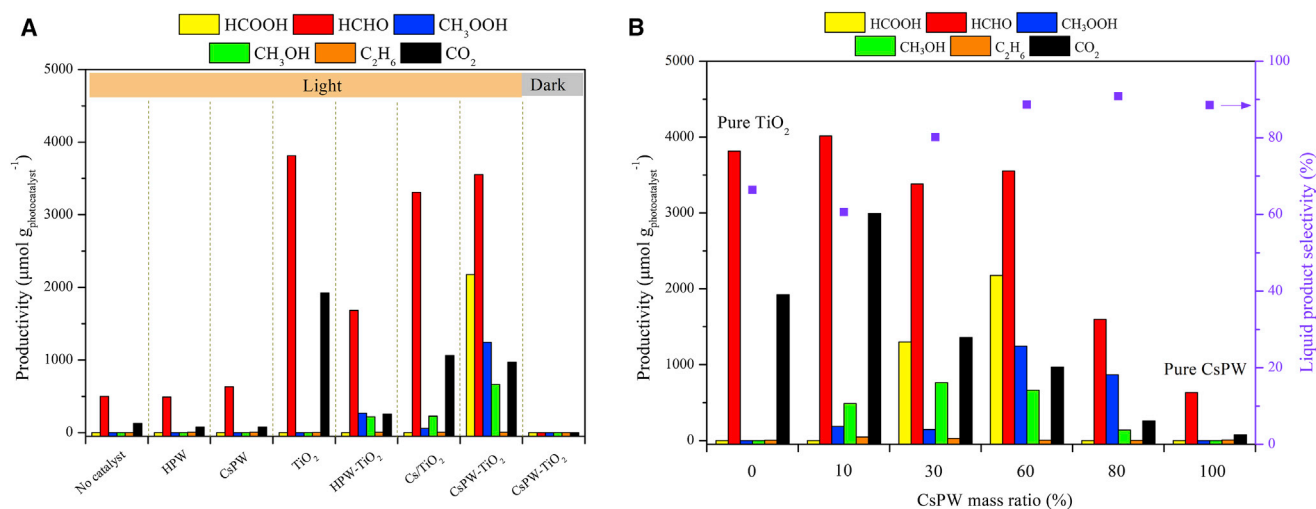 A
HCOOH HCHO CH₃OOH
CH₃OH C₂H₆ CO₂
Productivity (μmol g_photocatalyst⁻¹)
5000
4000
3000
2000
1000
0
Light
Dark
No catalyst
HPW
CsPW
TiO₂
HPW-TiO₂
Cs/TiO₂
CsPW-TiO₂
CsPW-TiO₂
B
HCOOH HCHO CH₃OOH
CH₃OH C₂H₆ CO₂
Productivity (μmol g_photocatalyst⁻¹)
5000
4000
3000
2000
1000
0
Pure TiO₂
Pure CsPW
0 10 30 60 80 100
CsPW mass ratio (%)
100
80
60
40
20
0
Liquid product selectivity (%)